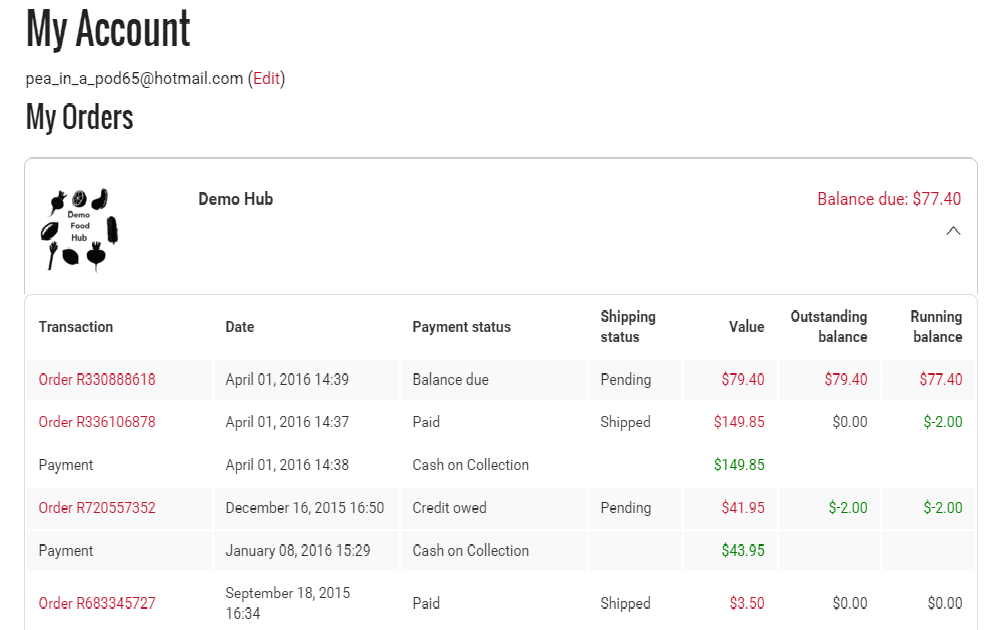 My Account
pea_in_a_pod65@hotmail.com (Edit)
My Orders
Demo
Food
Hub
Demo Hub
Balance due: $77.40
Transaction Date Payment status Shipping status Value Outstanding balance Running balance
Order R330888618 April 01, 2016 14:39 Balance due Pending $79.40 $79.40 $77.40
Order R336106878 April 01, 2016 14:37 Paid Shipped $149.85 $0.00 $-2.00
Payment April 01, 2016 14:38 Cash on Collection $149.85
Order R720557352 December 16, 2015 16:50 Credit owed Pending $41.95 $-2.00 $-2.00
Payment January 08, 2016 15:29 Cash on Collection $43.95
Order R683345727 September 18, 2015 16:34 Paid Shipped $3.50 $0.00 $0.00